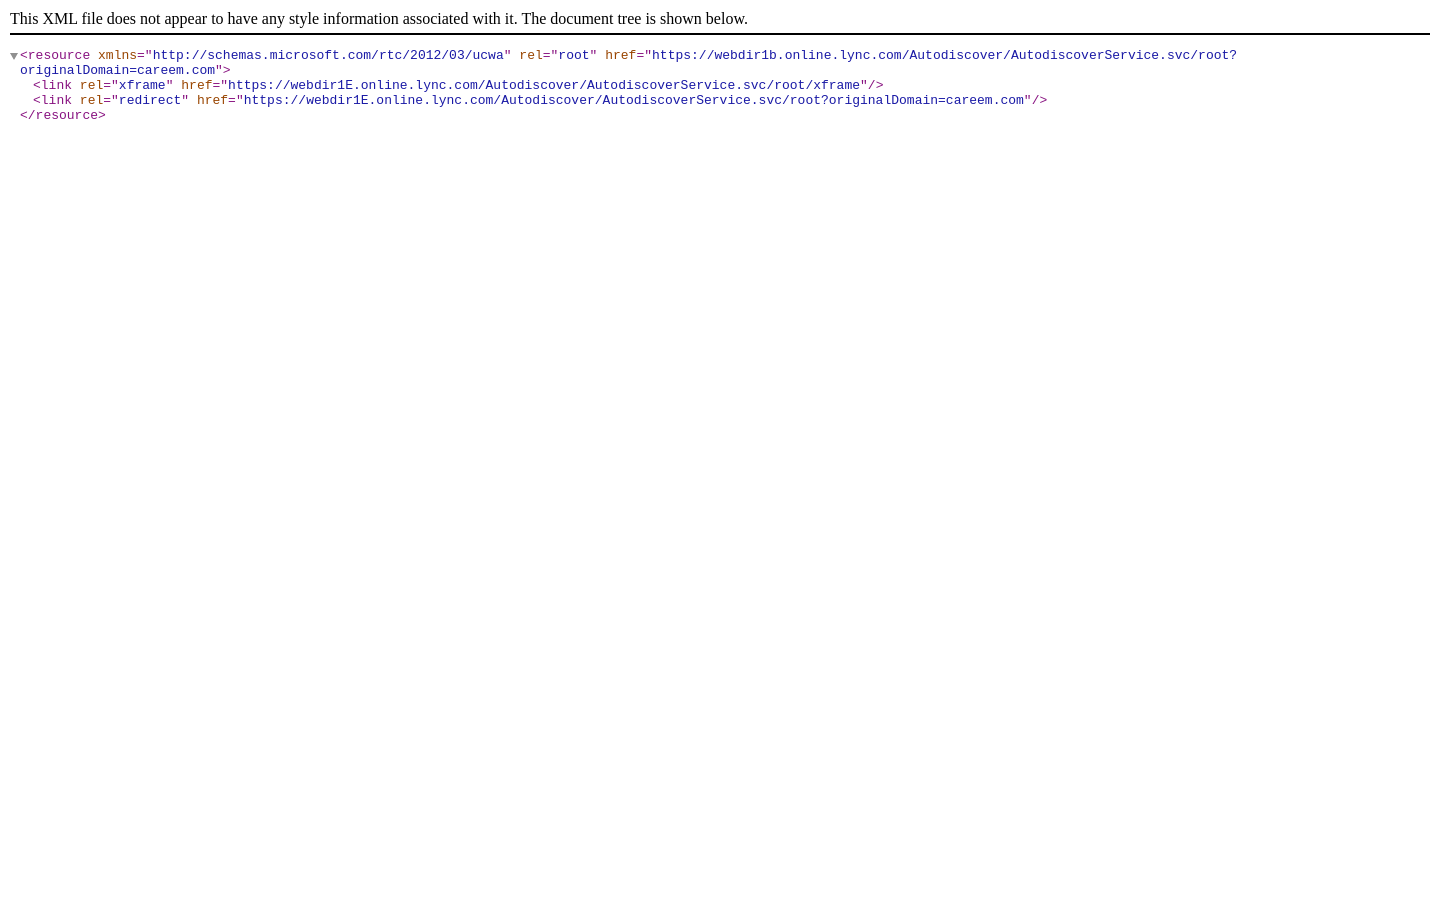 This XML file does not appear to have any style information associated with it. The document tree is shown below.
<resource xmlns="http://schemas.microsoft.com/rtc/2012/03/ucwa" rel="root" href="https://webdir1b.online.lync.com/Autodiscover/AutodiscoverService.svc/root?
originalDomain=careem.com">
<link rel="xframe" href="https://webdir1E.online.lync.com/Autodiscover/AutodiscoverService.svc/root/xframe"/>
<link rel="redirect" href="https://webdir1E.online.lync.com/Autodiscover/AutodiscoverService.svc/root?originalDomain=careem.com"/>
</resource>